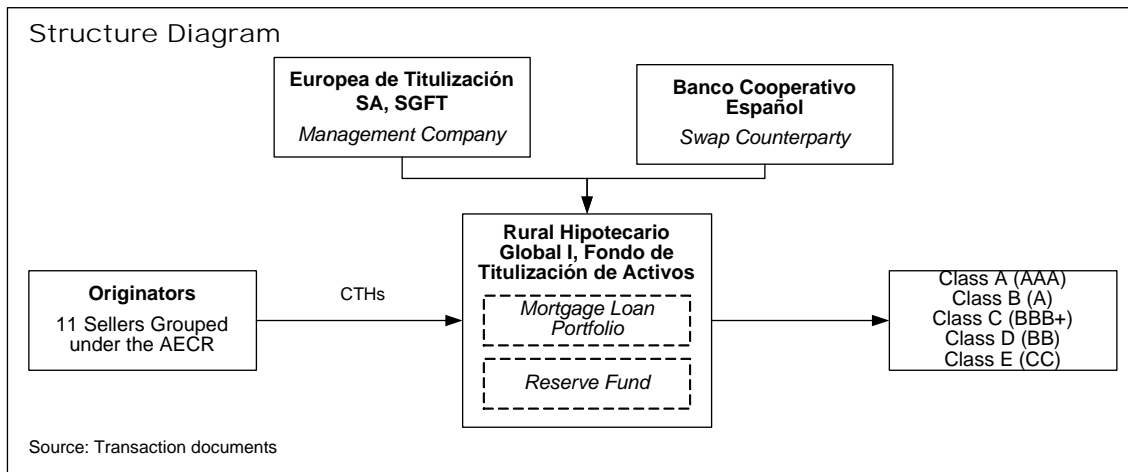 Structure Diagram
Europea de Titulización
SA, SGFT
Management Company
Banco Cooperativo
Español
Swap Counterparty
Originators
11 Sellers Grouped
under the AECR
CTHs
Rural Hipotecario
Global I, Fondo de
Titulización de Activos
Mortgage Loan
Portfolio
Reserve Fund
Class A (AAA)
Class B (A)
Class C (BBB+)
Class D (BB)
Class E (CC)
Source: Transaction documents